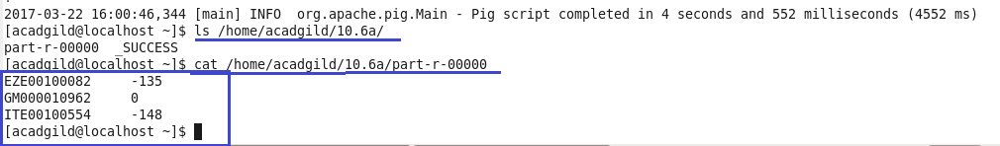 2017-03-22 16:00:46,344 [main] INFO  org.apache.pig.Main - Pig script completed in 4 seconds and 552 milliseconds (4552 ms)
[acadgild@localhost ~]$ ls /home/acadgild/10.6a/
part-r-00000  _SUCCESS
[acadgild@localhost ~]$ cat /home/acadgild/10.6a/part-r-00000
EZE00100082     -135
GM000010962     0
ITE00100554     -148
[acadgild@localhost ~]$